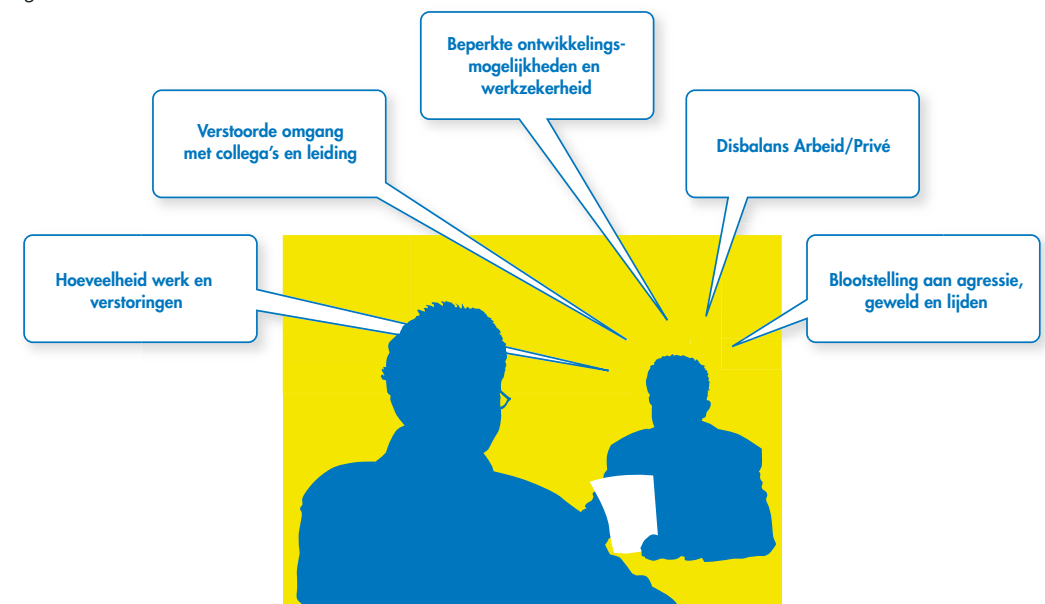 Beperkte ontwikkelings-
mogelijkheden en
werkzekerheid
Verstoorde omgang
met collega's en leiding
Disbalans Arbeid/Privé
Hoeveelheid werk en
verstoringen
Blootstelling aan agressie,
geweld en lijden